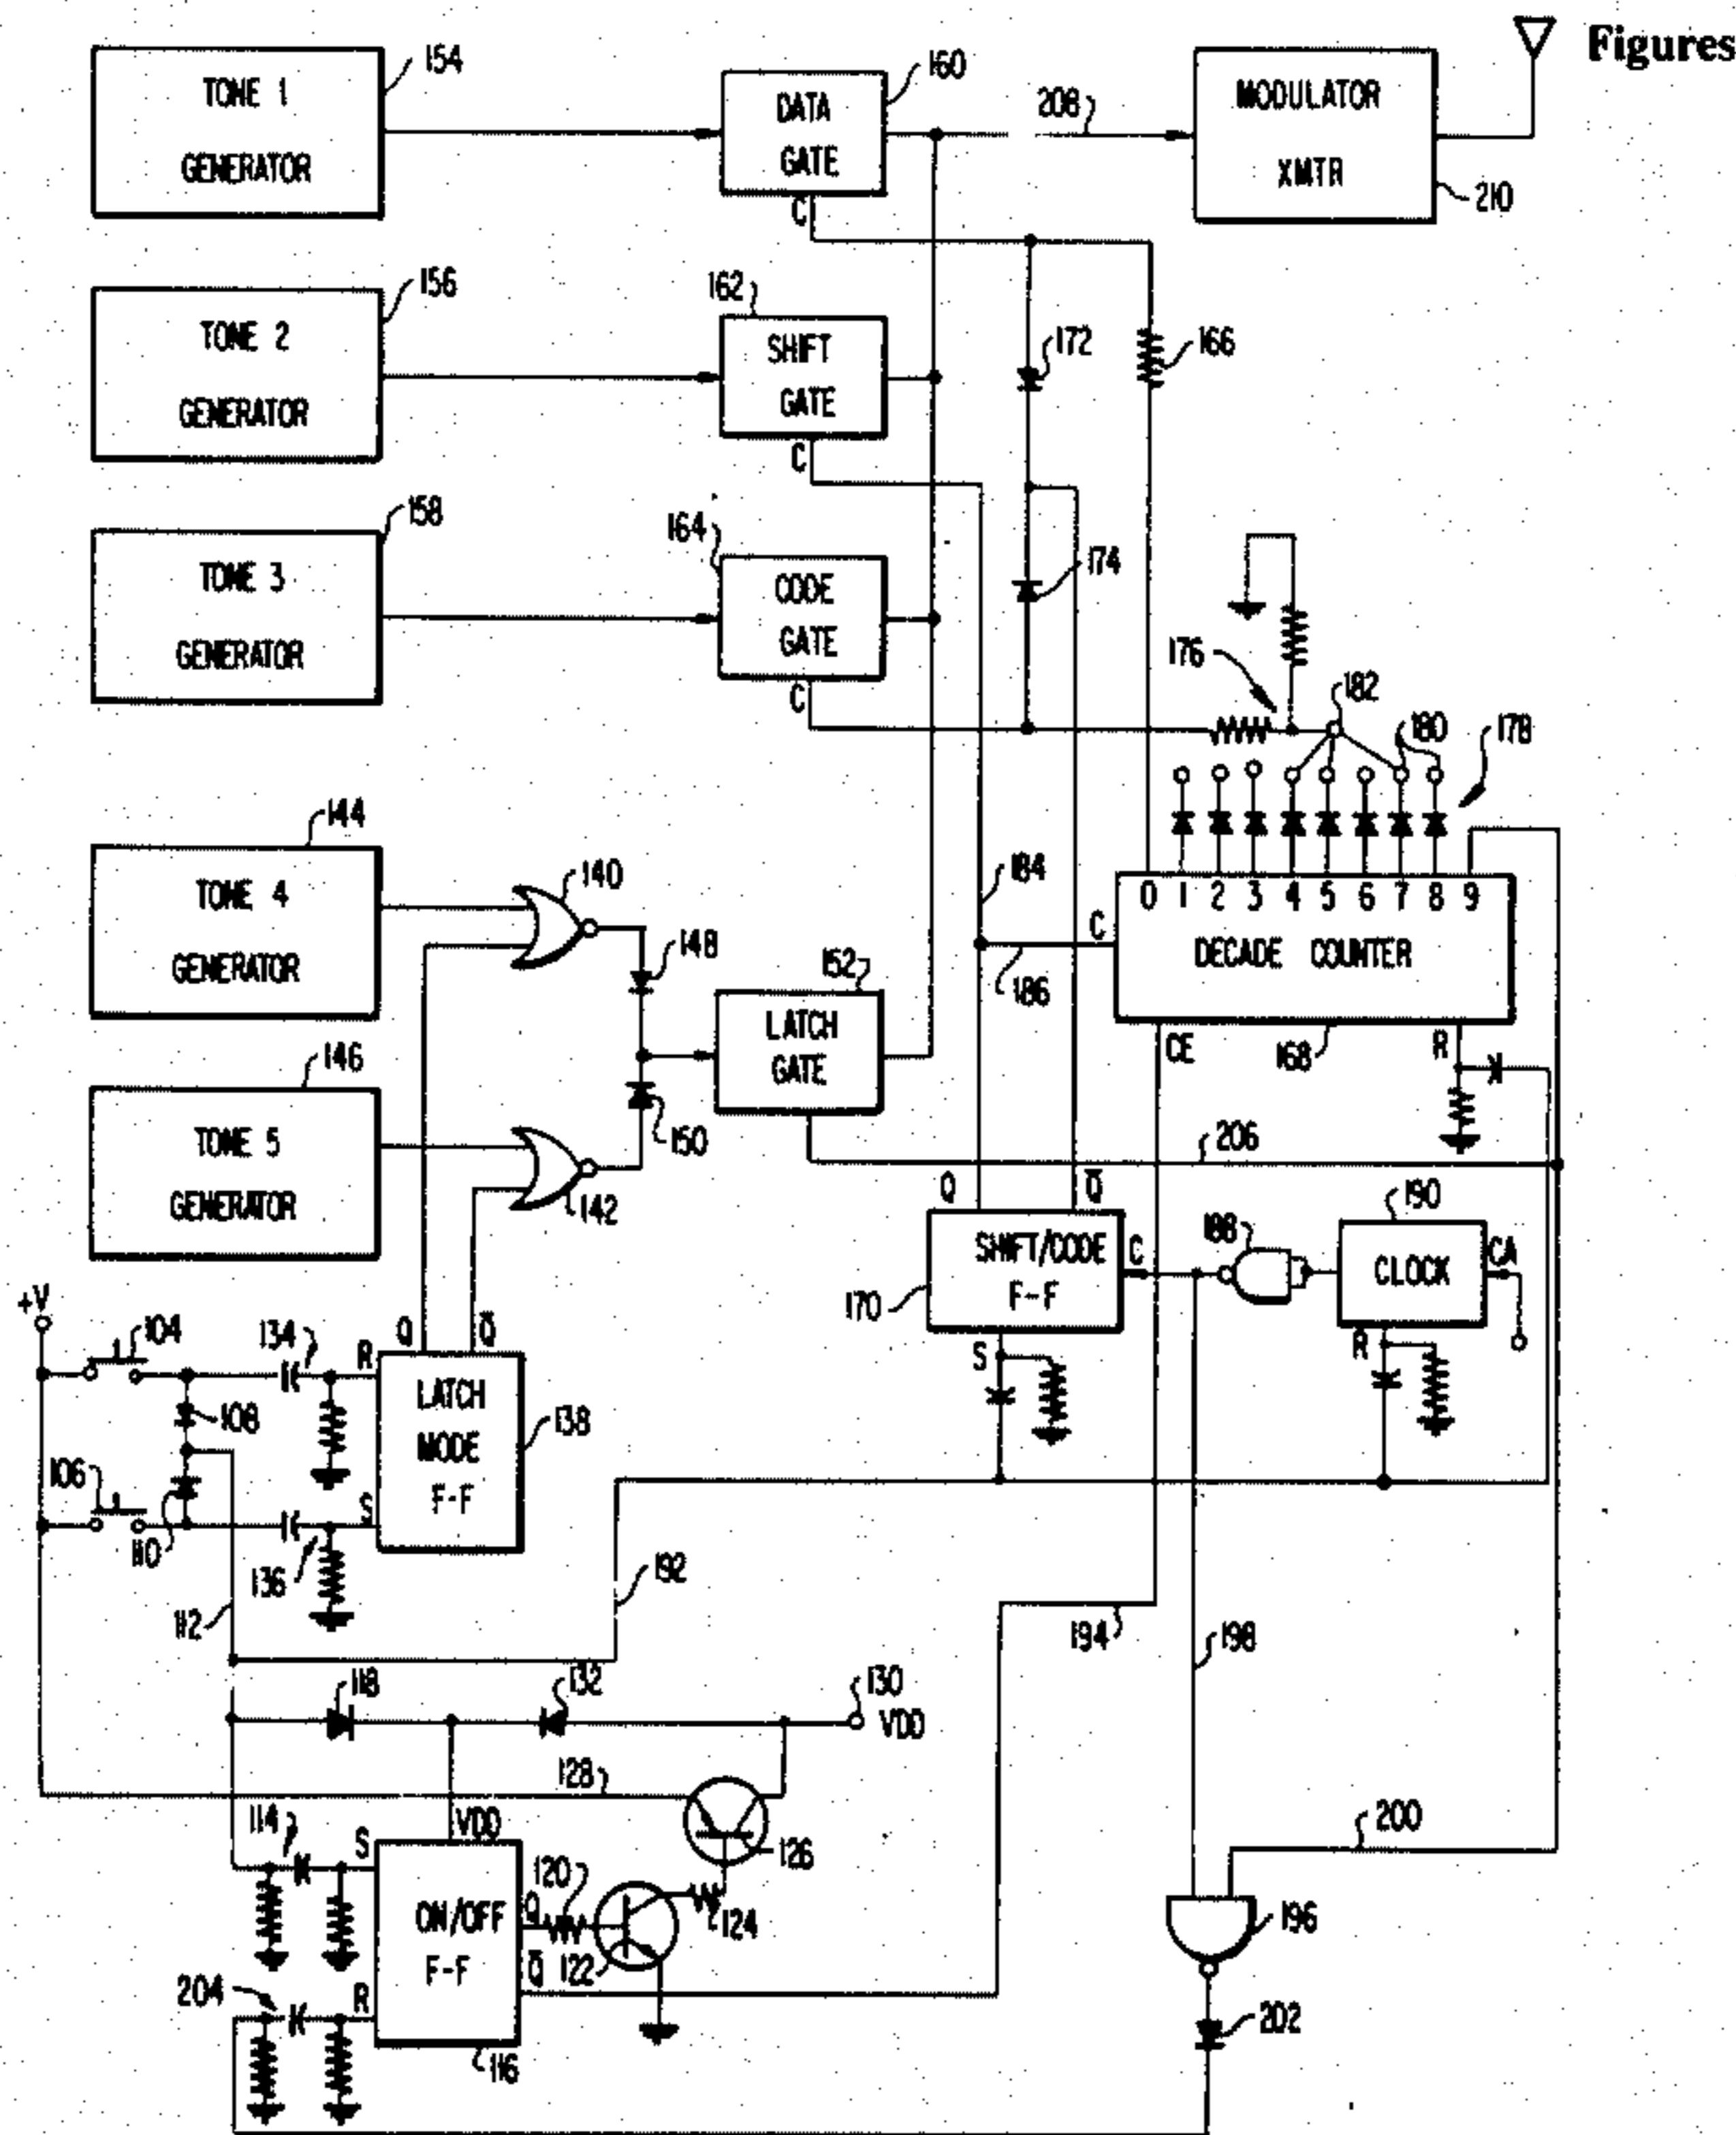 Figures
TONE 1
GENERATOR
154
DATA
GATE
160
C
208
MODULATOR
XMTR
210
TONE 2
GENERATOR
156
SHIFT
GATE
162
C
172
166
TONE 3
GENERATOR
158
CODE
GATE
164
C
174
176
182
180
178
TONE 4
GENERATOR
144
140
148
184
186
C
0 1 2 3 4 5 6 7 8 9
DECADE COUNTER
CE
168
R
TONE 5
GENERATOR
146
142
150
LATCH
GATE
152
206
Q Q̅
SHIFT/CODE
F-F
170
C
S
188
190
CLOCK
CA
R
+V
104
134
R
Q Q̅
LATCH
MODE
F-F
138
108
106
110
136
S
112
192
194
198
118
132
130
VDD
128
126
114
S
VDD
ON/OFF
F-F
Q
Q̅
120
122
124
116
204
R
200
196
202